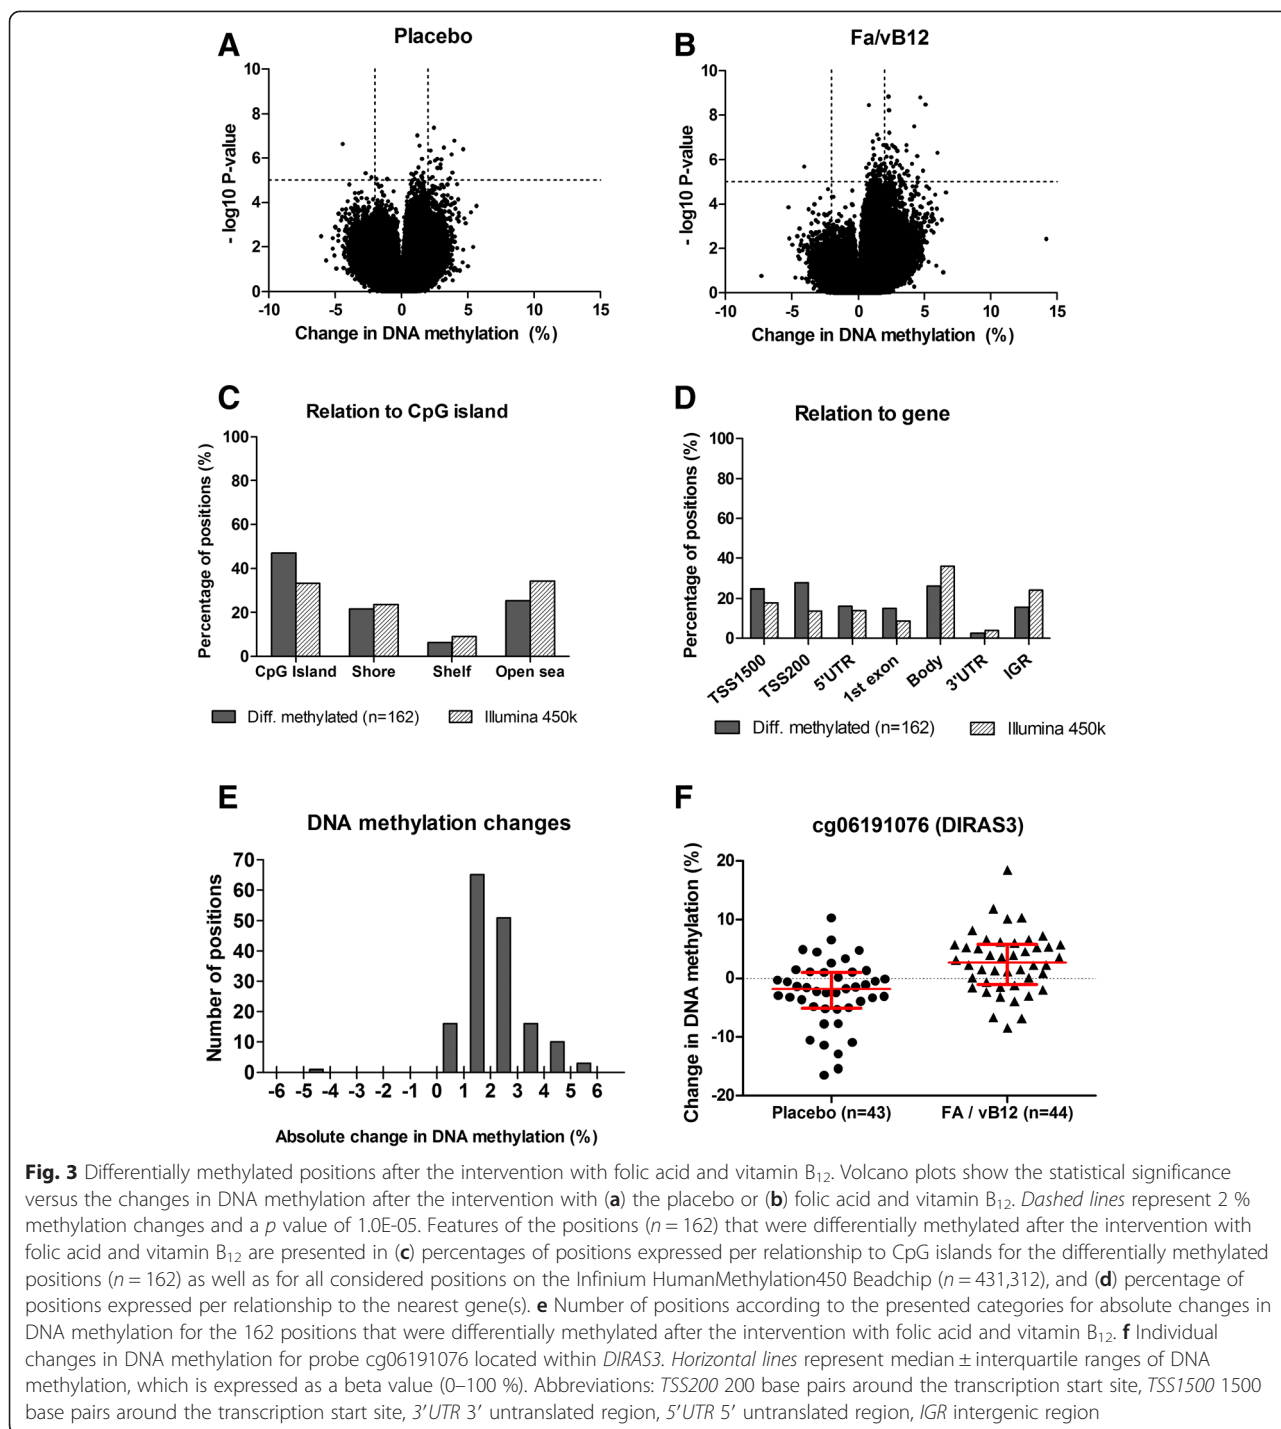 A
Placebo
10
8
6
4
2
0
- log10 P-value
-10 -5 0 5 10 15
Change in DNA methylation (%)
B
Fa/vB12
10
8
6
4
2
0
- log10 P-value
-10 -5 0 5 10 15
Change in DNA methylation (%)
C
Relation to CpG island
100
80
60
40
20
0
Percentage of positions (%)
CpG Island Shore Shelf Open sea
Diff. methylated (n=162) Illumina 450k
D
Relation to gene
100
80
60
40
20
0
Percentage of positions (%)
TSS1500 TSS200 5'UTR 1st exon Body 3'UTR IGR
Diff. methylated (n=162) Illumina 450k
E
DNA methylation changes
70
60
50
40
30
20
10
0
Number of positions
-6 -5 -4 -3 -2 -1 0 1 2 3 4 5 6
Absolute change in DNA methylation (%)
F
cg06191076 (DIRAS3)
20
10
0
-10
-20
Change in DNA methylation (%)
Placebo (n=43) FA / vB12 (n=44)
Fig. 3 Differentially methylated positions after the intervention with folic acid and vitamin B12. Volcano plots show the statistical significance
versus the changes in DNA methylation after the intervention with (a) the placebo or (b) folic acid and vitamin B12. Dashed lines represent 2 %
methylation changes and a p value of 1.0E-05. Features of the positions (n = 162) that were differentially methylated after the intervention with
folic acid and vitamin B12 are presented in (c) percentages of positions expressed per relationship to CpG islands for the differentially methylated
positions (n = 162) as well as for all considered positions on the Infinium HumanMethylation450 Beadchip (n = 431,312), and (d) percentage of
positions expressed per relationship to the nearest gene(s). e Number of positions according to the presented categories for absolute changes in
DNA methylation for the 162 positions that were differentially methylated after the intervention with folic acid and vitamin B12. f Individual
changes in DNA methylation for probe cg06191076 located within DIRAS3. Horizontal lines represent median ± interquartile ranges of DNA
methylation, which is expressed as a beta value (0–100 %). Abbreviations: TSS200 200 base pairs around the transcription start site, TSS1500 1500
base pairs around the transcription start site, 3′UTR 3′ untranslated region, 5′UTR 5′ untranslated region, IGR intergenic region